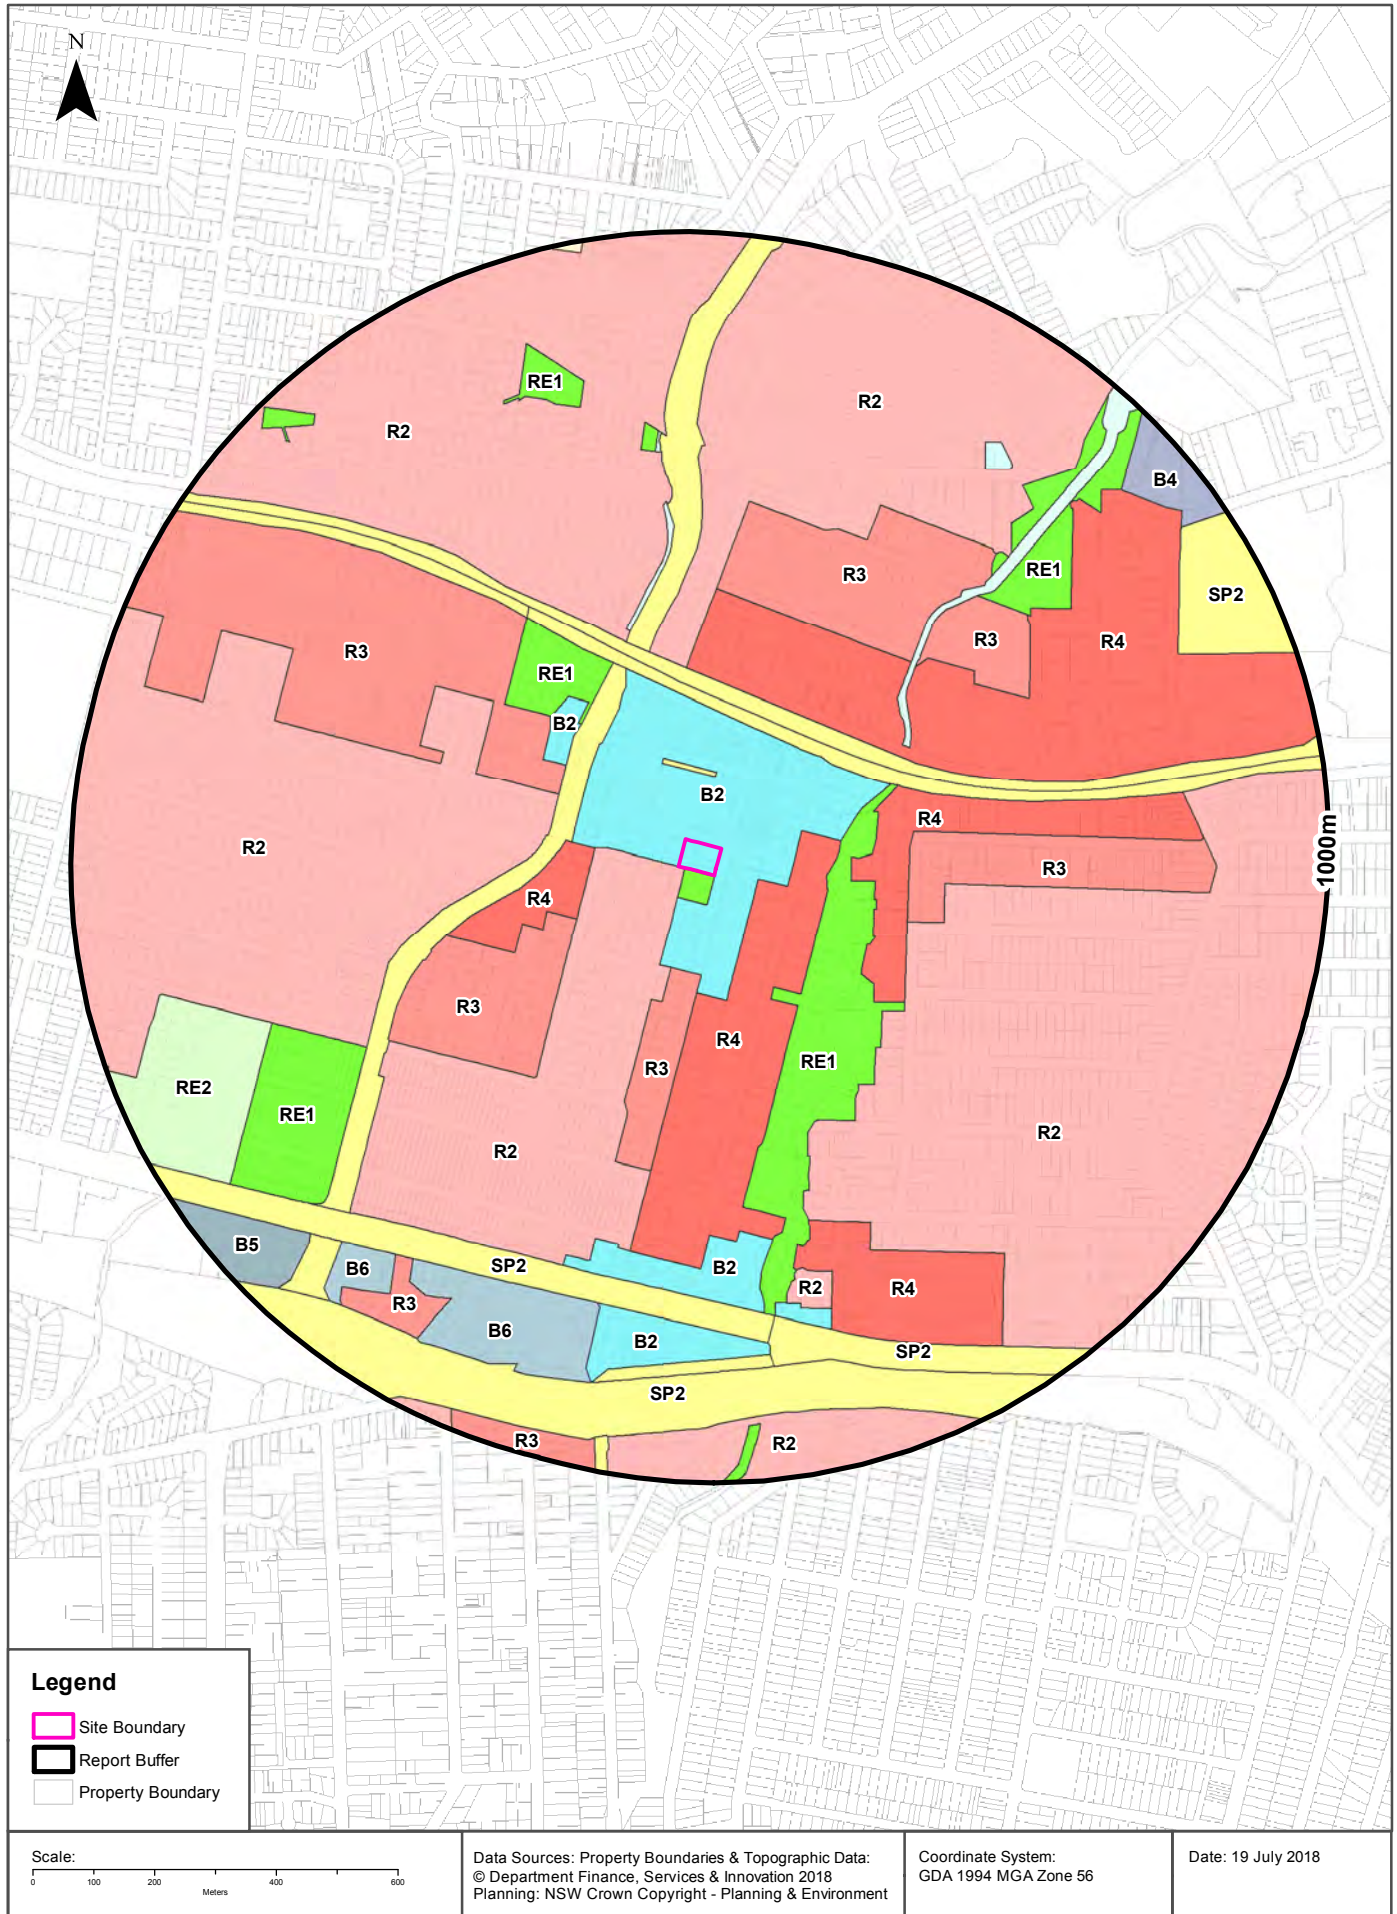 N
RE1
R2
R2
B4
RE1
R3
SP2
R3
R4
R3
RE1
B2
B2
R4
R2
R3
1000m
R4
R3
R4
R3
RE1
RE2
RE1
R2
R2
B5
SP2
B6
B2
R2
R4
R3
B6
B2
SP2
SP2
R3
R2
Legend
Site Boundary
Report Buffer
Property Boundary
Scale:
0 100 200 400 600
Meters
Data Sources: Property Boundaries & Topographic Data:
© Department Finance, Services & Innovation 2018
Planning: NSW Crown Copyright - Planning & Environment
Coordinate System:
GDA 1994 MGA Zone 56
Date: 19 July 2018